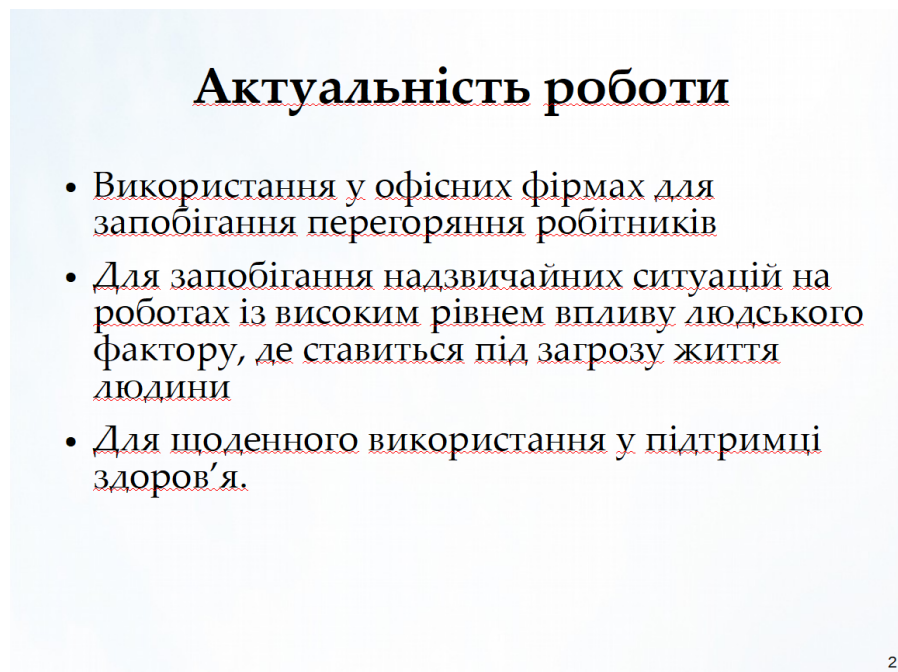 Актуальність роботи
• Використання у офісних фірмах для
запобігання перегоряння робітників
• Для запобігання надзвичайних ситуацій на
роботах із високим рівнем впливу людського
фактору, де ставиться під загрозу життя
людини
• Для щоденного використання у підтримці
здоров’я.
2